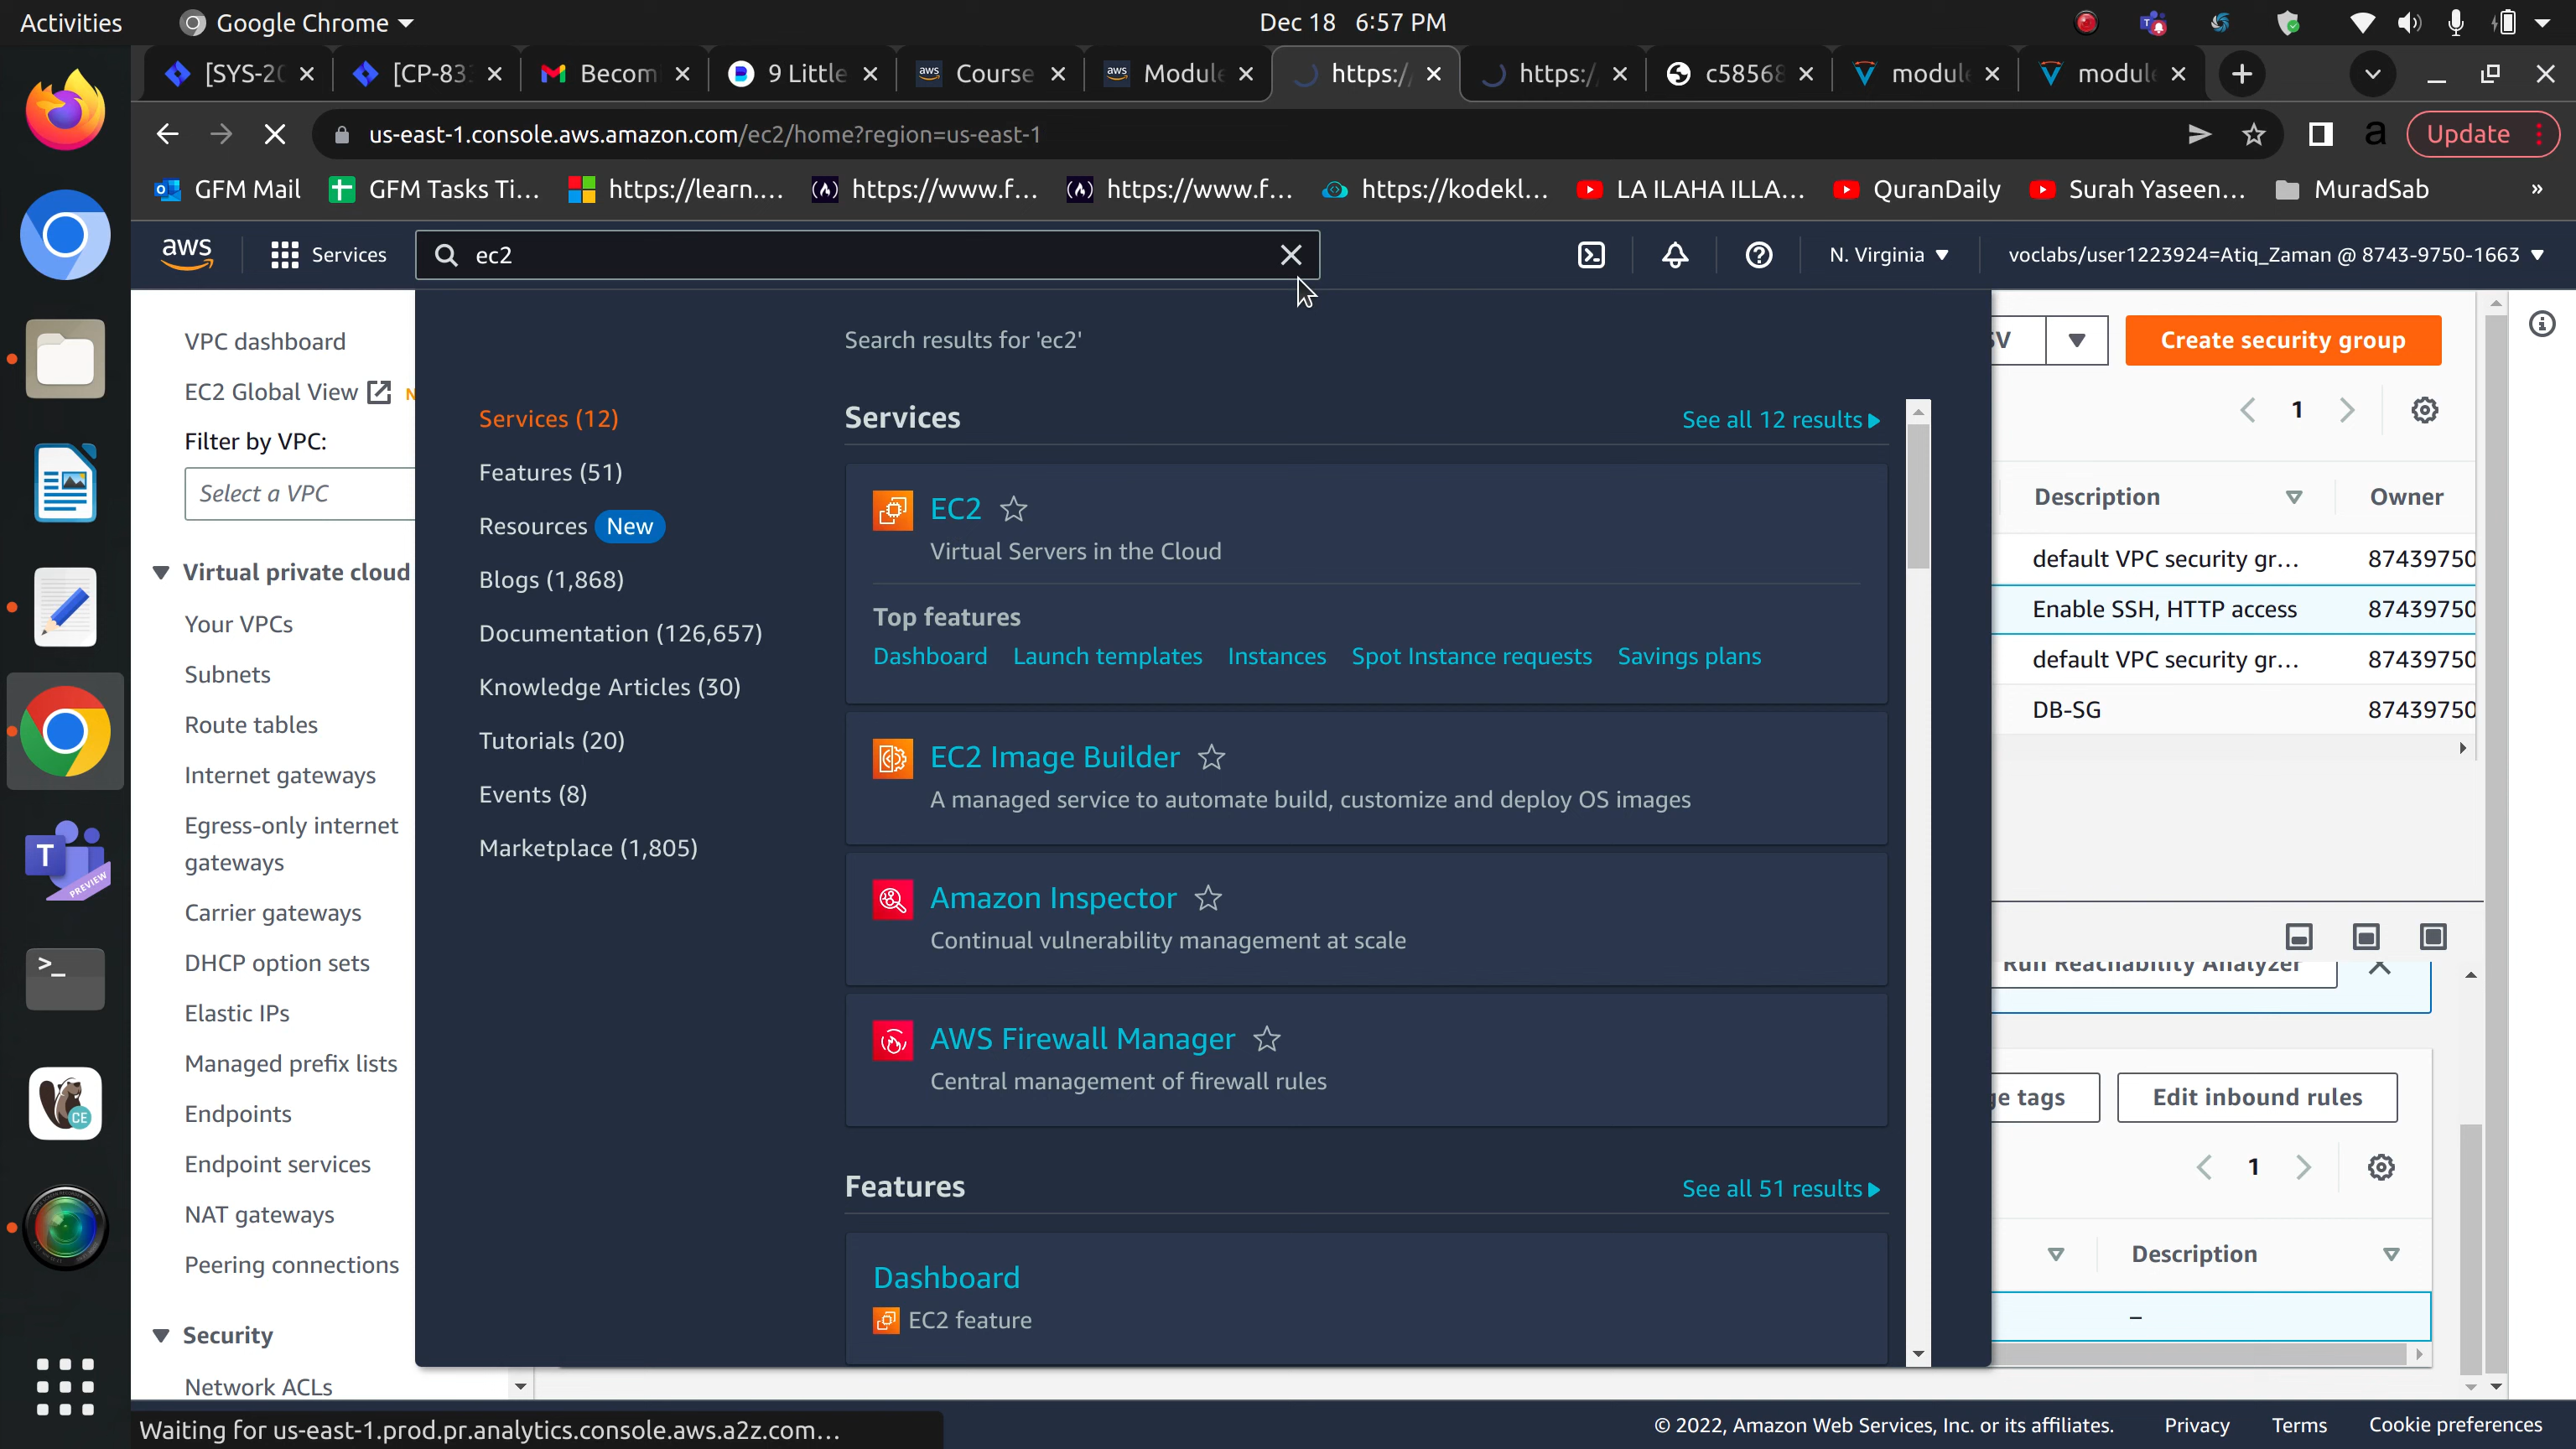 Activities
Google Chrome
Dec 18 6:57 PM
[SYS-20
[CP-83
Becom
9 Little
aws Course
aws Module
https:/
https:/
c58568
module
module
us-east-1.console.aws.amazon.com/ec2/home?region=us-east-1
a
Update
GFM Mail
GFM Tasks Ti...
https://learn....
https://www.f...
https://www.f...
https://kodekl...
LA ILAHA ILLA...
QuranDaily
Surah Yaseen...
MuradSab
»
aws
Services
ec2
N. Virginia
voclabs/user1223924=Atiq_Zaman @ 8743-9750-1663
VPC dashboard
EC2 Global View
N
Filter by VPC:
Select a VPC
Virtual private cloud
Your VPCs
Subnets
Route tables
Internet gateways
Egress-only internet
gateways
Carrier gateways
DHCP option sets
Elastic IPs
Managed prefix lists
Endpoints
Endpoint services
NAT gateways
Peering connections
Security
Network ACLs
Search results for 'ec2'
Services (12)
Features (51)
Resources New
Blogs (1,868)
Documentation (126,657)
Knowledge Articles (30)
Tutorials (20)
Events (8)
Marketplace (1,805)
Services
See all 12 results
EC2
Virtual Servers in the Cloud
Top features
Dashboard Launch templates Instances Spot Instance requests Savings plans
EC2 Image Builder
A managed service to automate build, customize and deploy OS images
Amazon Inspector
Continual vulnerability management at scale
AWS Firewall Manager
Central management of firewall rules
Features
See all 51 results
Dashboard
EC2 feature
SV
Create security group
1
Description
Owner
default VPC security gr...
87439750
Enable SSH, HTTP access
87439750
default VPC security gr...
87439750
DB-SG
87439750
Run Reachability Analyzer
ge tags
Edit inbound rules
1
Description
–
T
PREVIEW
>_
CE
Waiting for us-east-1.prod.pr.analytics.console.aws.a2z.com...
© 2022, Amazon Web Services, Inc. or its affiliates.
Privacy
Terms
Cookie preferences